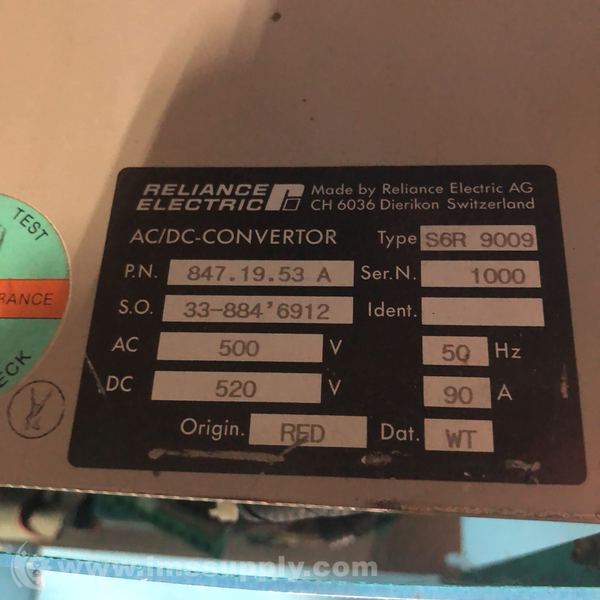 RELIANCE ELECTRIC
Made by Reliance Electric AG
CH 6036 Dierikon Switzerland
AC/DC-CONVERTOR Type S6R 9009
P.N. 847.19.53 A Ser.N. 1000
S.O. 33-884'6912 Ident.
AC 500 V 50 Hz
DC 520 V 90 A
Origin. RED Dat. WT
TEST
RANCE
ECK
www.imssupply.com